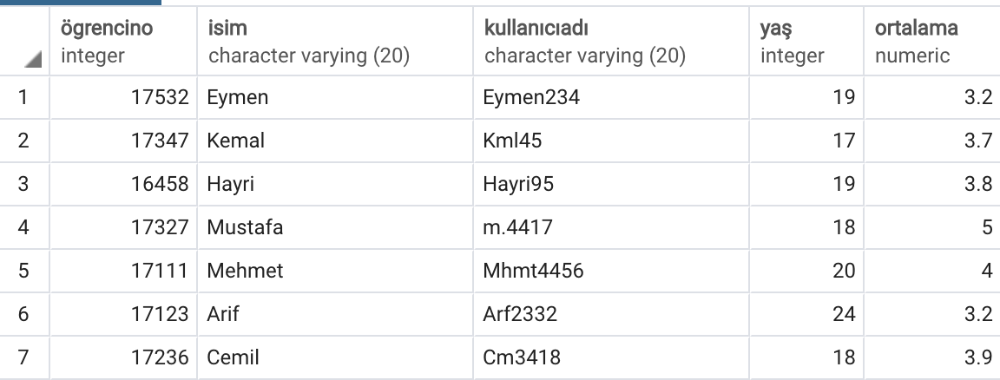 ögrencino isim kullanıcıadı yaş ortalama
integer character varying (20) character varying (20) integer numeric
1 17532 Eymen Eymen234 19 3.2
2 17347 Kemal Kml45 17 3.7
3 16458 Hayri Hayri95 19 3.8
4 17327 Mustafa m.4417 18 5
5 17111 Mehmet Mhmt4456 20 4
6 17123 Arif Arf2332 24 3.2
7 17236 Cemil Cm3418 18 3.9